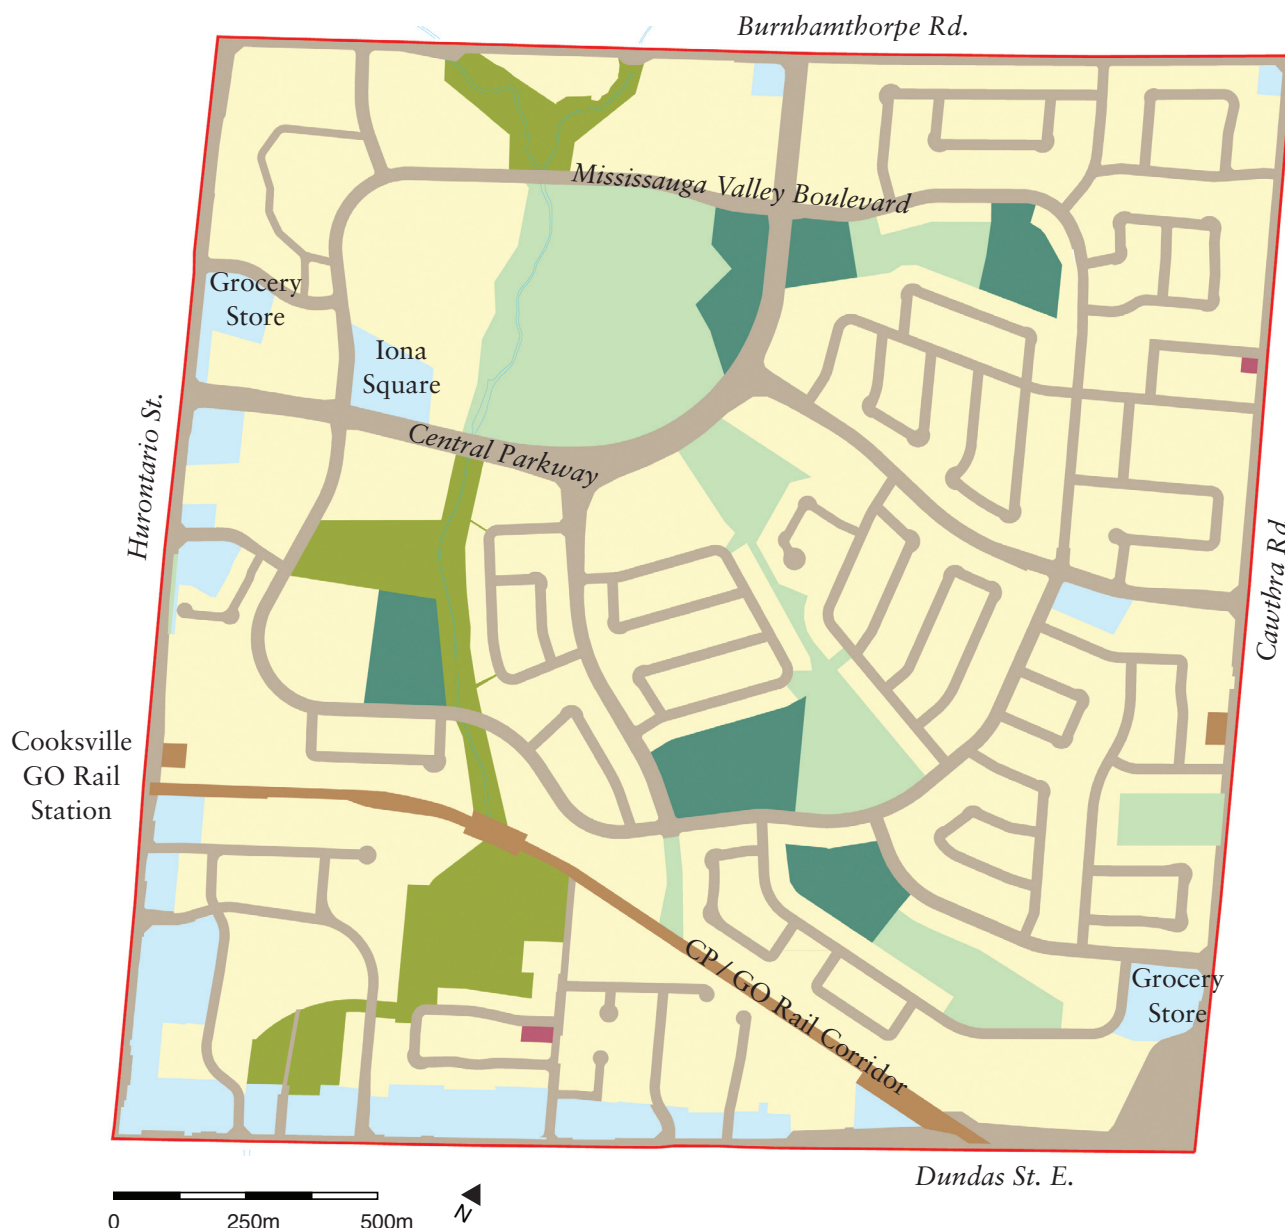 Burnhamthorpe Rd.
Mississauga Valley Boulevard
Grocery
Store
Iona
Square
Hurontario St.
Central Parkway
Cawthra Rd
Cooksville
GO Rail
Station
CP / GO Rail Corridor
Grocery
Store
Dundas St. E.
0 250m 500m
N